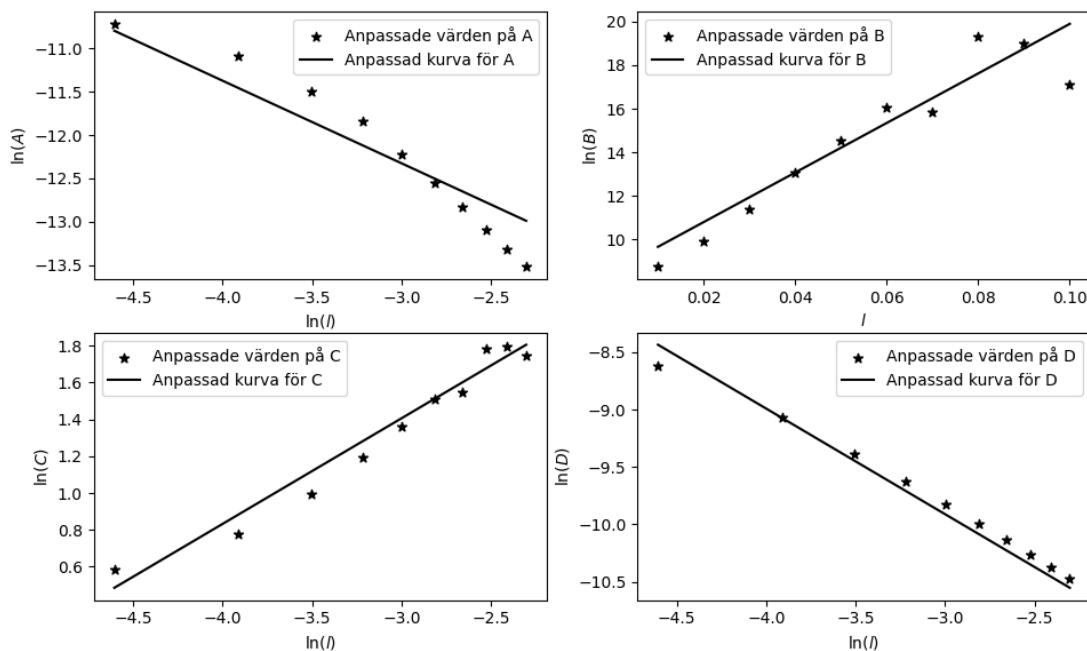 Anpassade värden på A
Anpassad kurva för A
−11.0
−11.5
−12.0
−12.5
−13.0
−13.5
ln(A)
−4.5 −4.0 −3.5 −3.0 −2.5
ln(l)
Anpassade värden på B
Anpassad kurva för B
20
18
16
14
12
10
ln(B)
0.02 0.04 0.06 0.08 0.10
l
Anpassade värden på C
Anpassad kurva för C
1.8
1.6
1.4
1.2
1.0
0.8
0.6
ln(C)
−4.5 −4.0 −3.5 −3.0 −2.5
ln(l)
Anpassade värden på D
Anpassad kurva för D
−8.5
−9.0
−9.5
−10.0
−10.5
ln(D)
−4.5 −4.0 −3.5 −3.0 −2.5
ln(l)